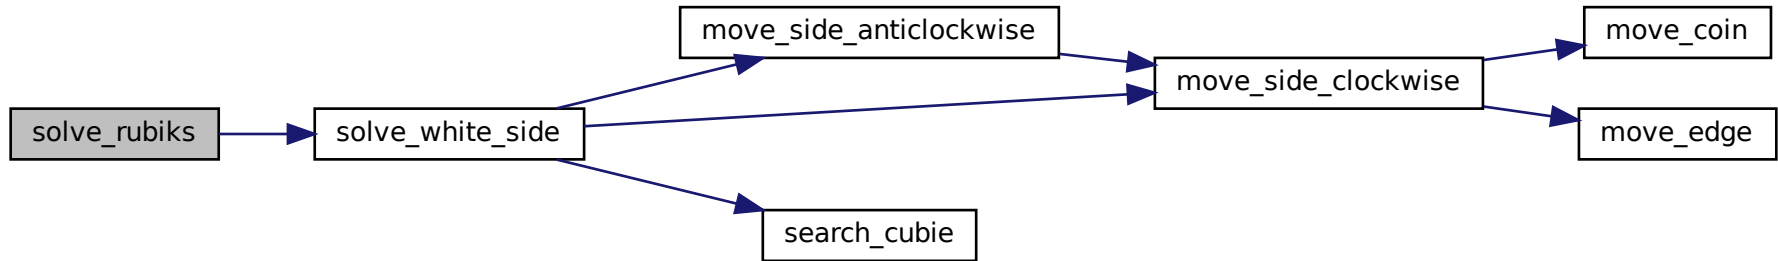 solve_rubiks
solve_white_side
move_side_anticlockwise
move_side_clockwise
search_cubie
move_coin
move_edge